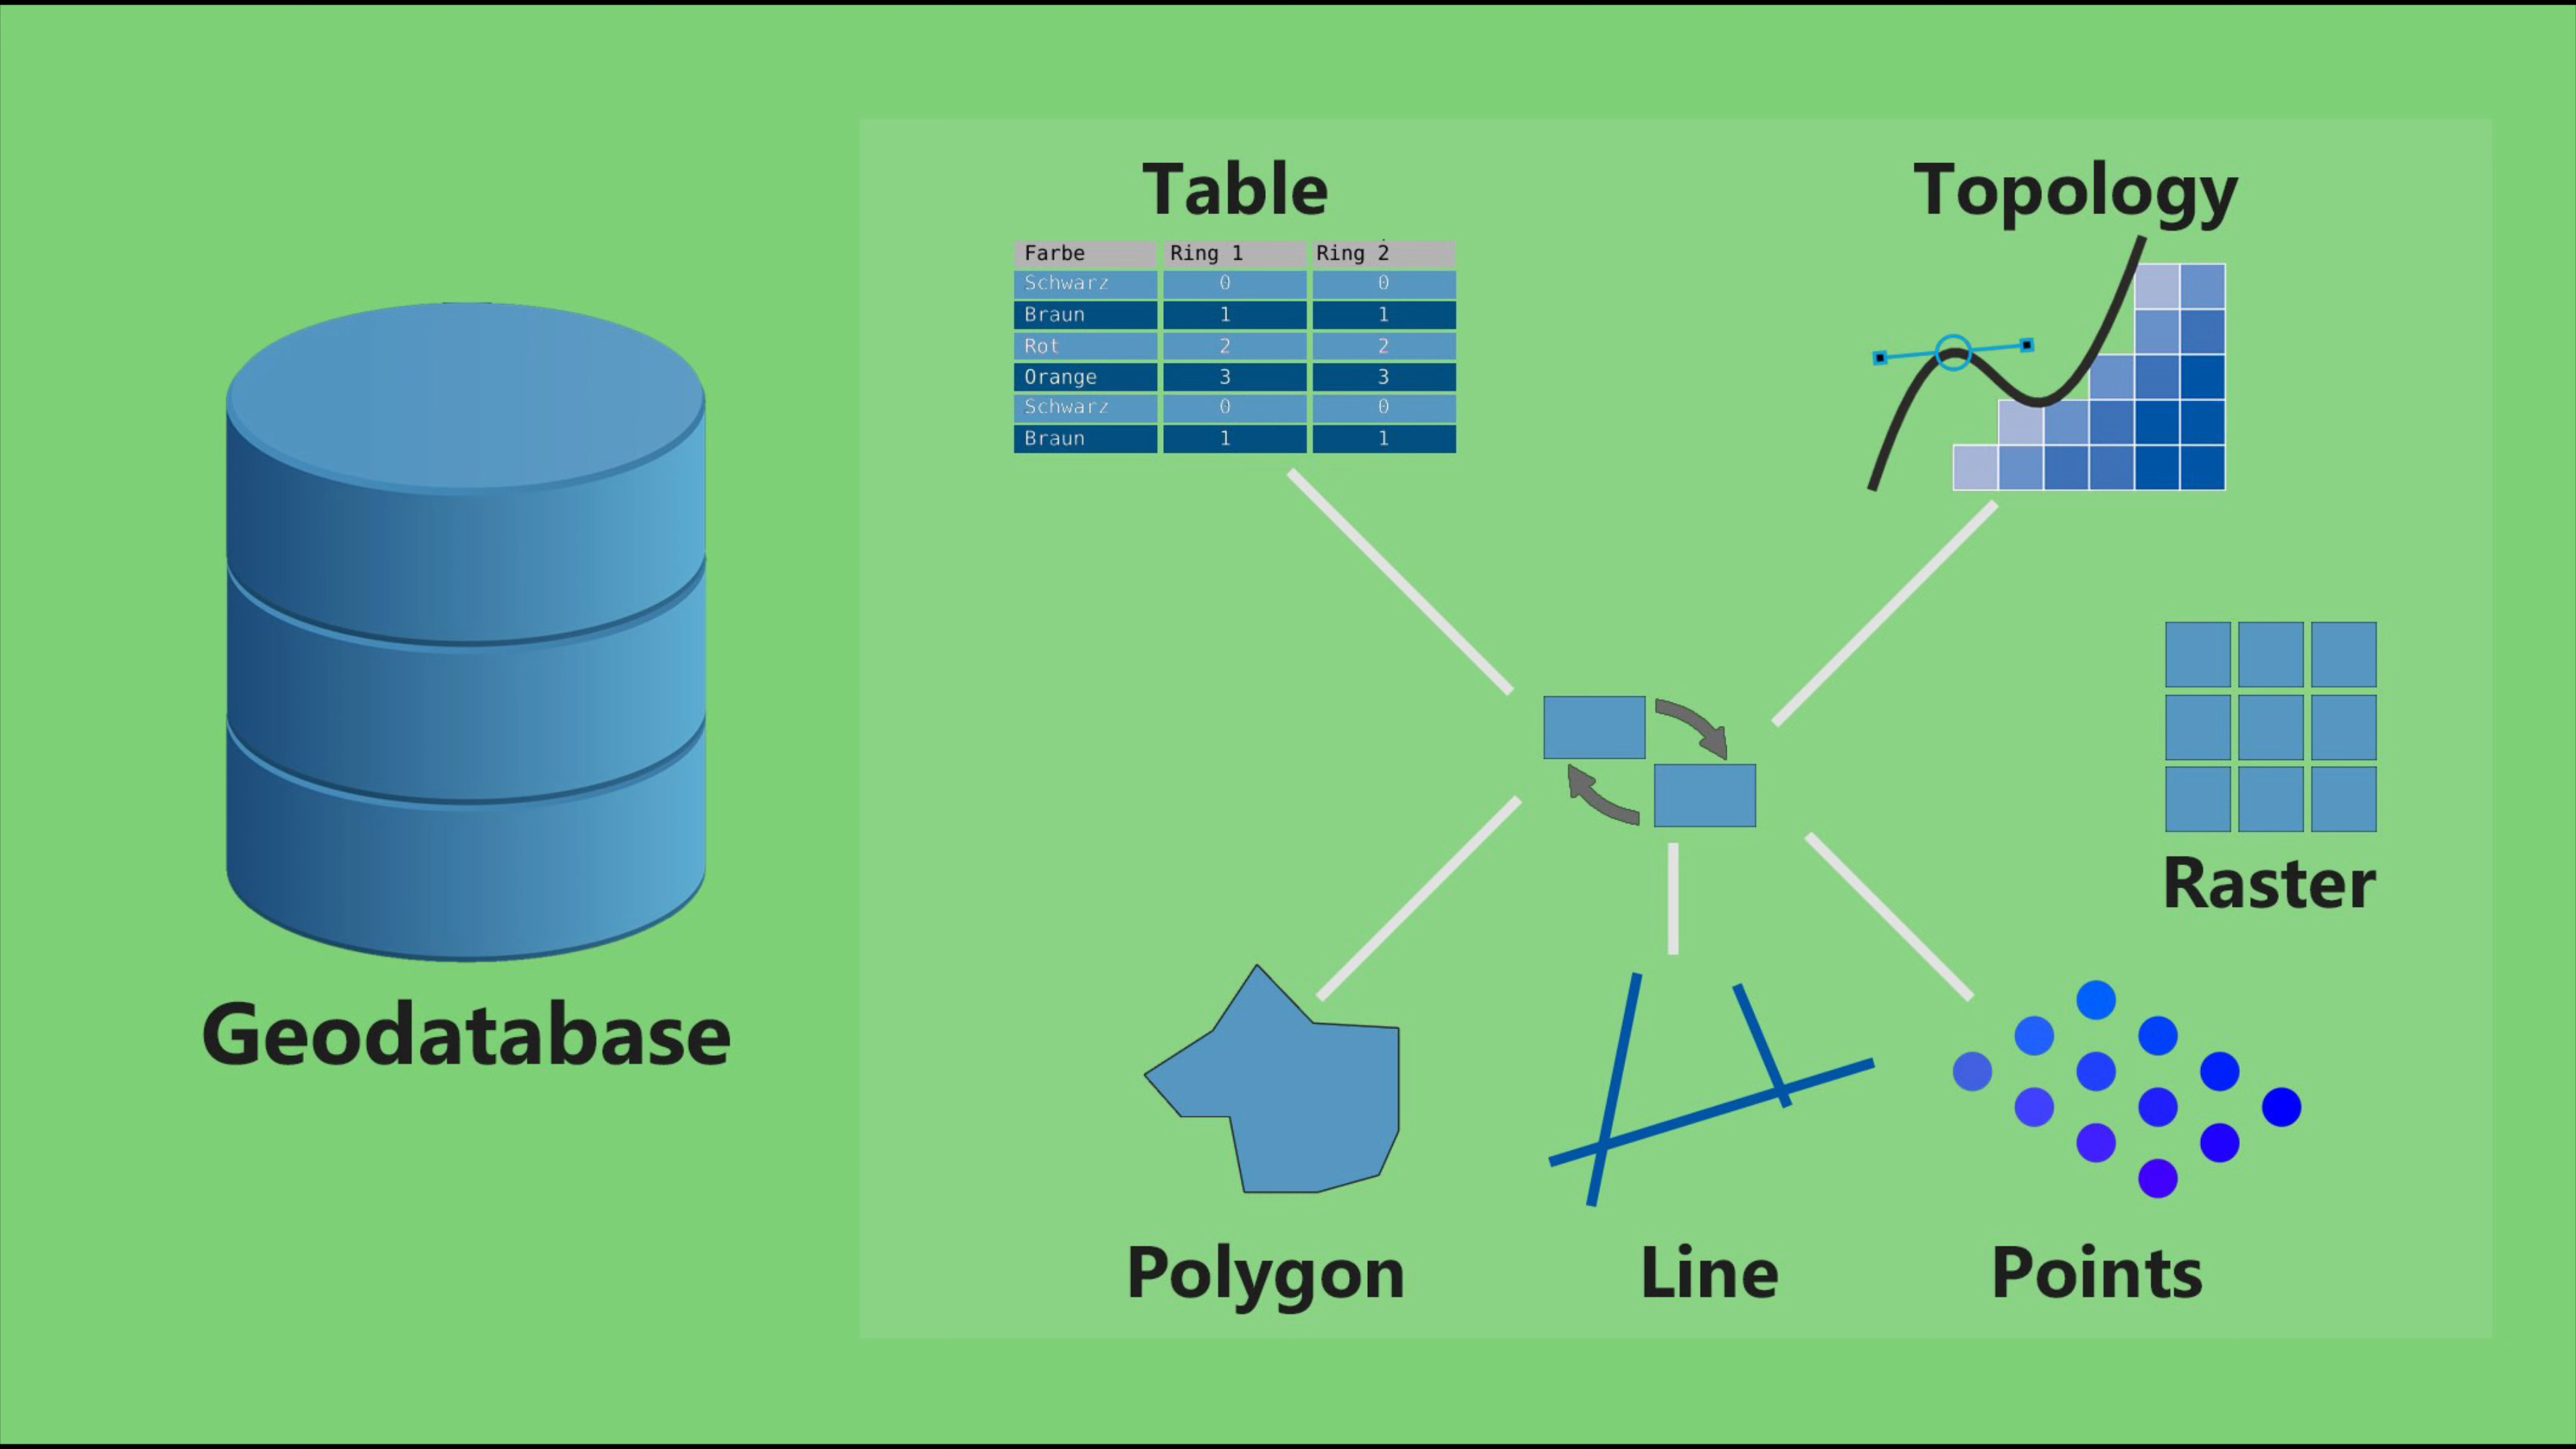 Table
Farbe Ring 1 Ring 2
Schwarz 0 0
Braun 1 1
Rot 2 2
Orange 3 3
Schwarz 0 0
Braun 1 1
Topology
Raster
Geodatabase
Polygon
Line
Points